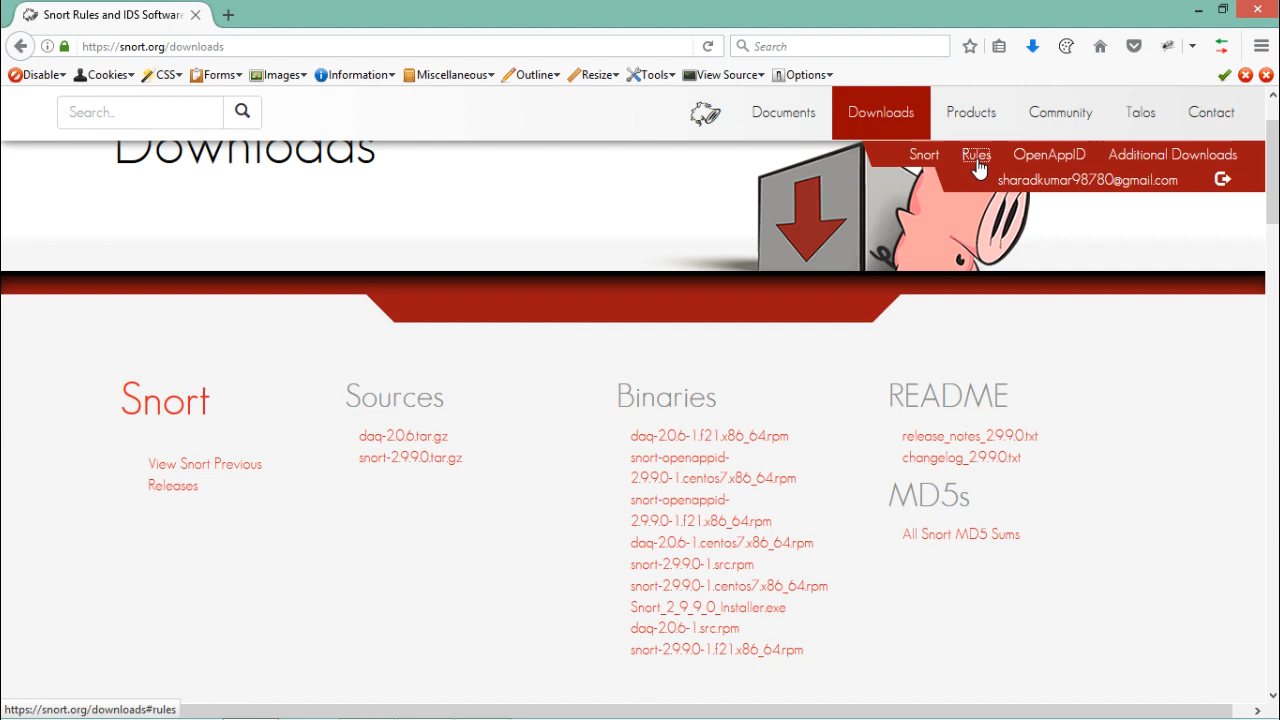 Snort Rules and IDS Software
https://snort.org/downloads
Search
Disable
Cookies
CSS
Forms
Images
Information
Miscellaneous
Outline
Resize
Tools
View Source
Options
Search...
Documents
Downloads
Products
Community
Talos
Contact
Downloads
Snort
Rules
OpenAppID
Additional Downloads
sharadkumar98780@gmail.com
Snort
View Snort Previous
Releases
Sources
daq-2.0.6.tar.gz
snort-2.9.9.0.tar.gz
Binaries
daq-2.0.6-1.f21.x86_64.rpm
snort-openappid-
2.9.9.0-1.centos7.x86_64.rpm
snort-openappid-
2.9.9.0-1.f21.x86_64.rpm
daq-2.0.6-1.centos7.x86_64.rpm
snort-2.9.9.0-1.src.rpm
snort-2.9.9.0-1.centos7.x86_64.rpm
Snort_2_9_9_0_Installer.exe
daq-2.0.6-1.src.rpm
snort-2.9.9.0-1.f21.x86_64.rpm
README
release_notes_2.9.9.0.txt
changelog_2.9.9.0.txt
MD5s
All Snort MD5 Sums
https://snort.org/downloads#rules